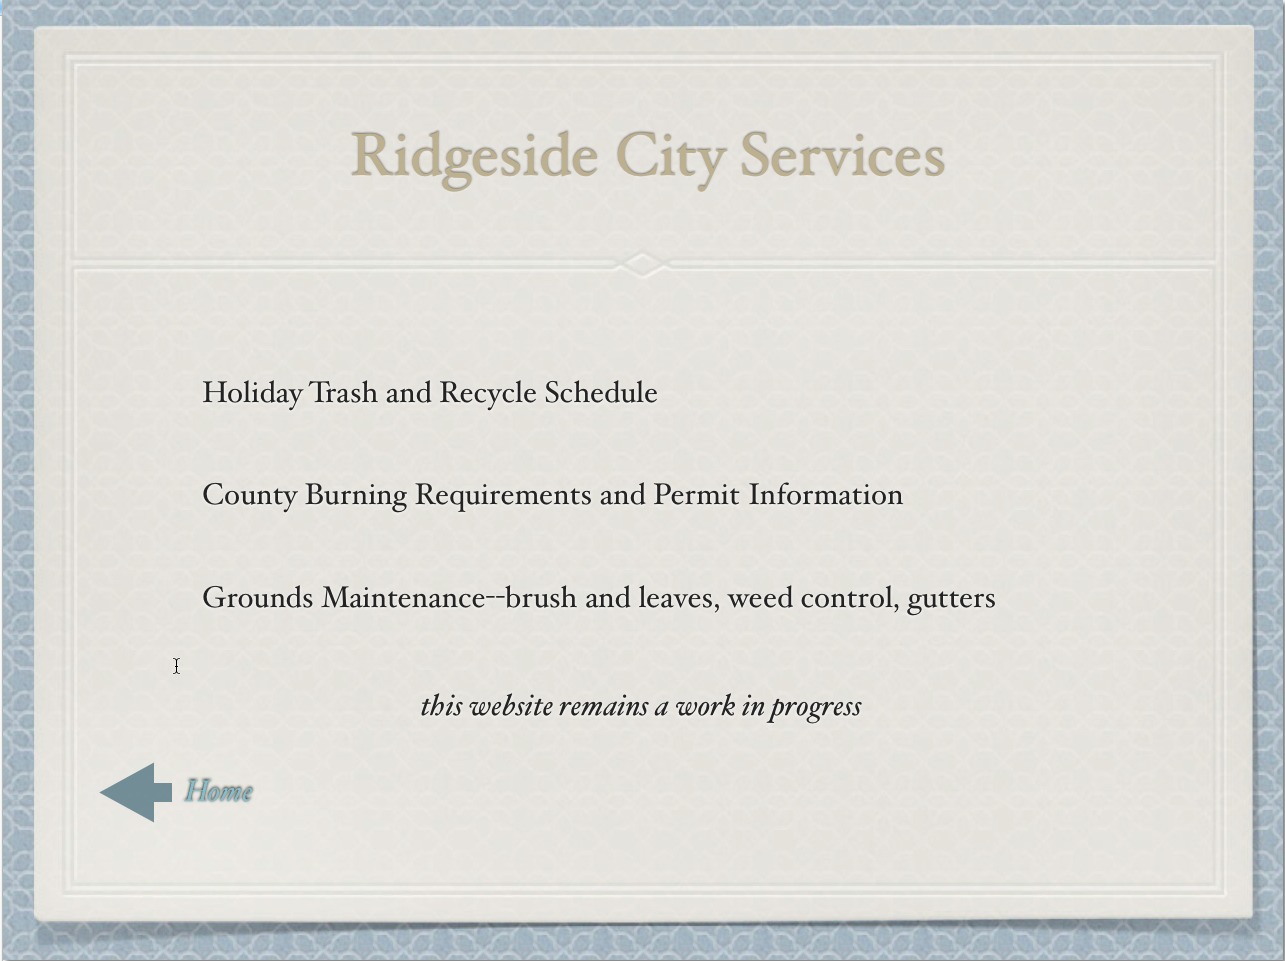 Ridgeside City Services
Holiday Trash and Recycle Schedule
County Burning Requirements and Permit Information
Grounds Maintenance--brush and leaves, weed control, gutters
this website remains a work in progress
Home